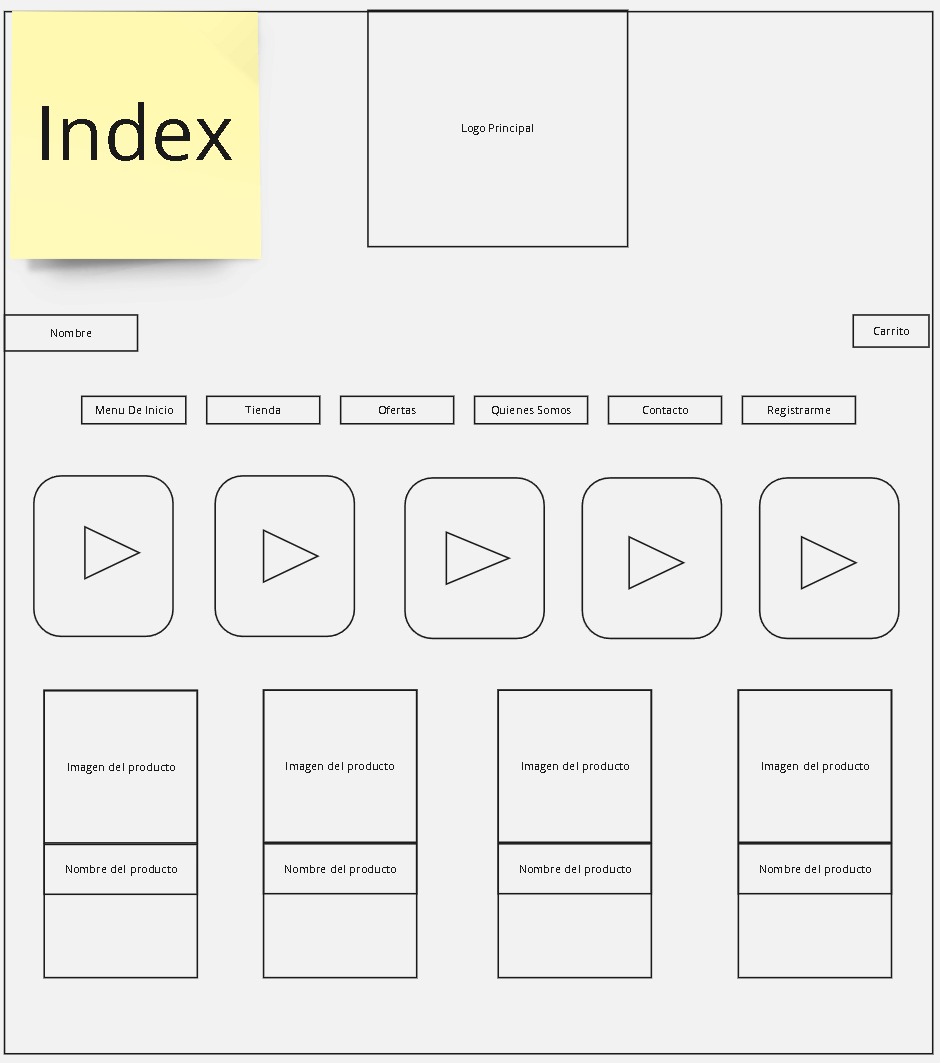 Index
Logo Principal
Nombre
Carrito
Menu De Inicio
Tienda
Ofertas
Quienes Somos
Contacto
Registrarme
Imagen del producto
Imagen del producto
Imagen del producto
Imagen del producto
Nombre del producto
Nombre del producto
Nombre del producto
Nombre del producto